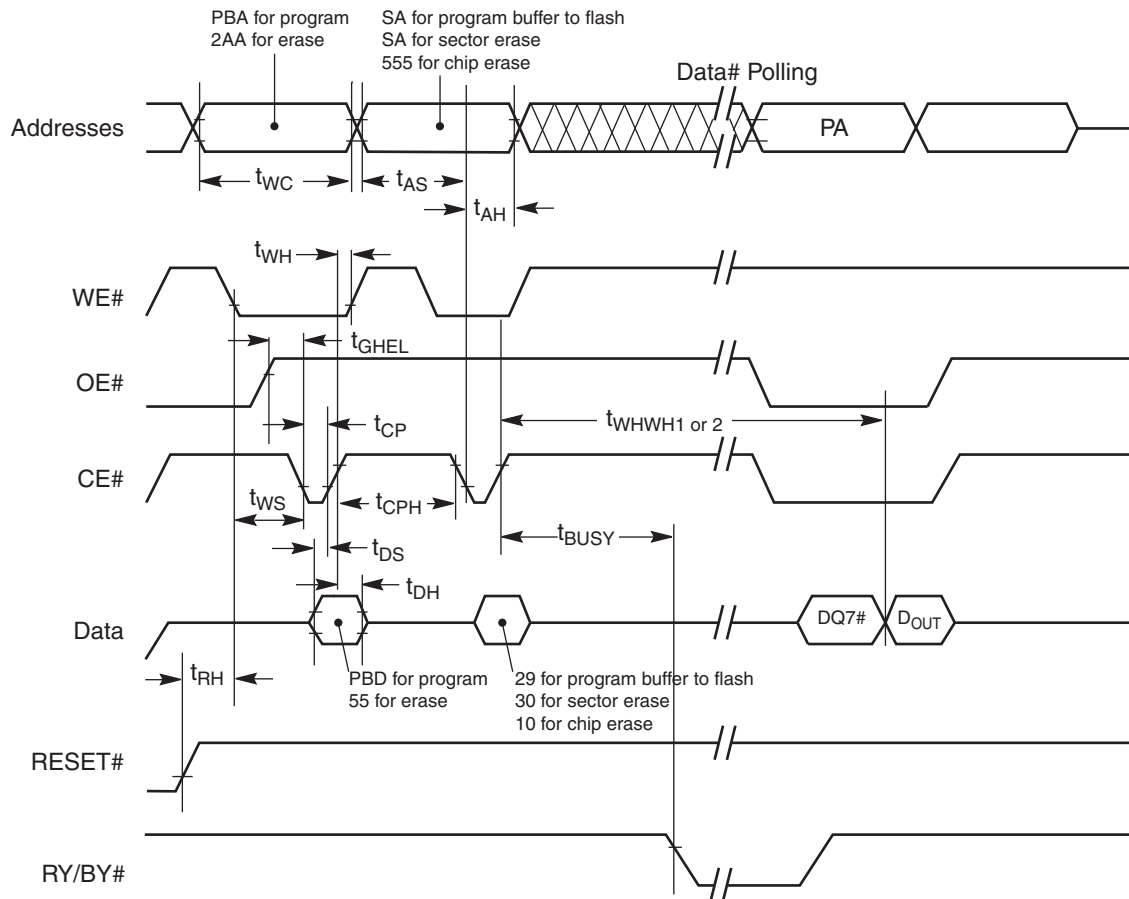 PBA for program
2AA for erase
SA for program buffer to flash
SA for sector erase
555 for chip erase
Data# Polling
Addresses
PA
tWC
tAS
tAH
tWH
WE#
tGHEL
OE#
tWHWH1 or 2
tCP
CE#
tWS
tCPH
tBUSY
tDS
tDH
Data
DQ7#
DOUT
tRH
PBD for program
55 for erase
29 for program buffer to flash
30 for sector erase
10 for chip erase
RESET#
RY/BY#